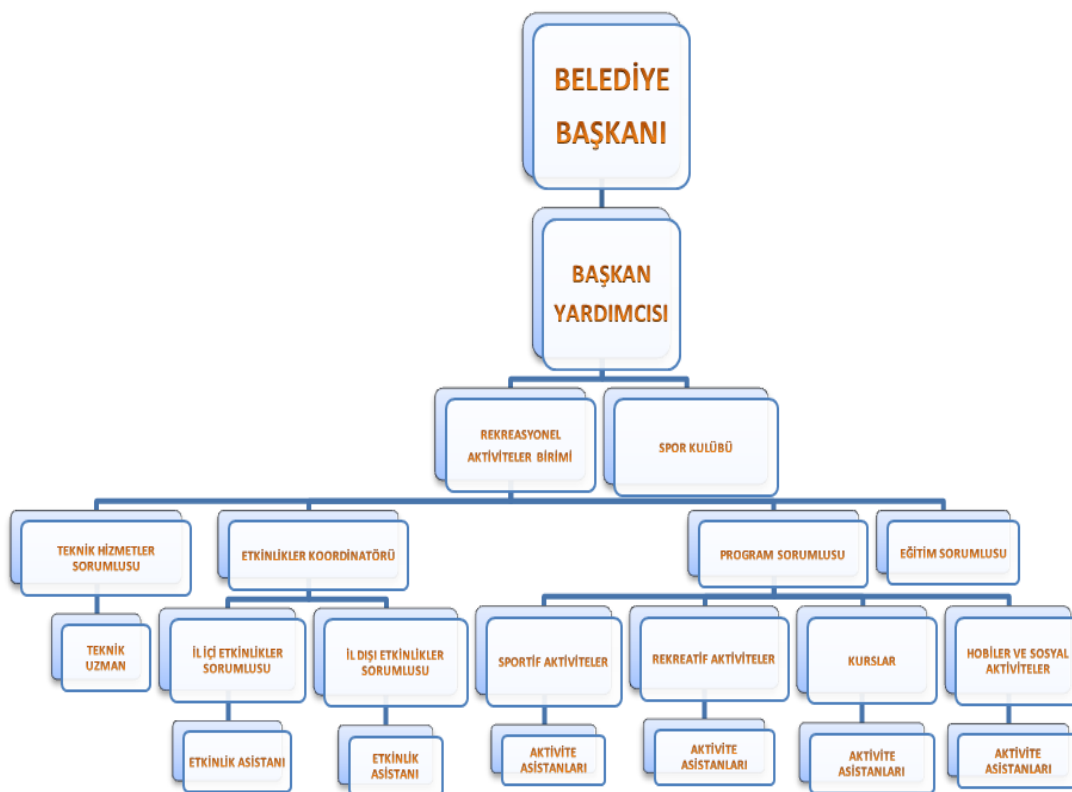 BELEDİYE
BAŞKANI
BAŞKAN
YARDIMCISI
REKREASYONEL
AKTİVİTELER BİRİMİ
SPOR KULÜBÜ
TEKNİK HİZMETLER
SORUMLUSU
ETKİNLİKLER KOORDİNATÖRÜ
PROGRAM SORUMLUSU
EĞİTİM SORUMLUSU
TEKNİK
UZMAN
İL İÇİ ETKİNLİKLER
SORUMLUSU
İL DIŞI ETKİNLİKLER
SORUMLUSU
SPORTİF AKTİVİTELER
REKREATİF AKTİVİTELER
KURSLAR
HOBİLER VE SOSYAL
AKTİVİTELER
ETKİNLİK ASİSTANI
ETKİNLİK
ASİSTANI
AKTİVİTE
ASİSTANLARI
AKTİVİTE
ASİSTANLARI
AKTİVİTE
ASİSTANLARI
AKTİVİTE
ASİSTANLARI